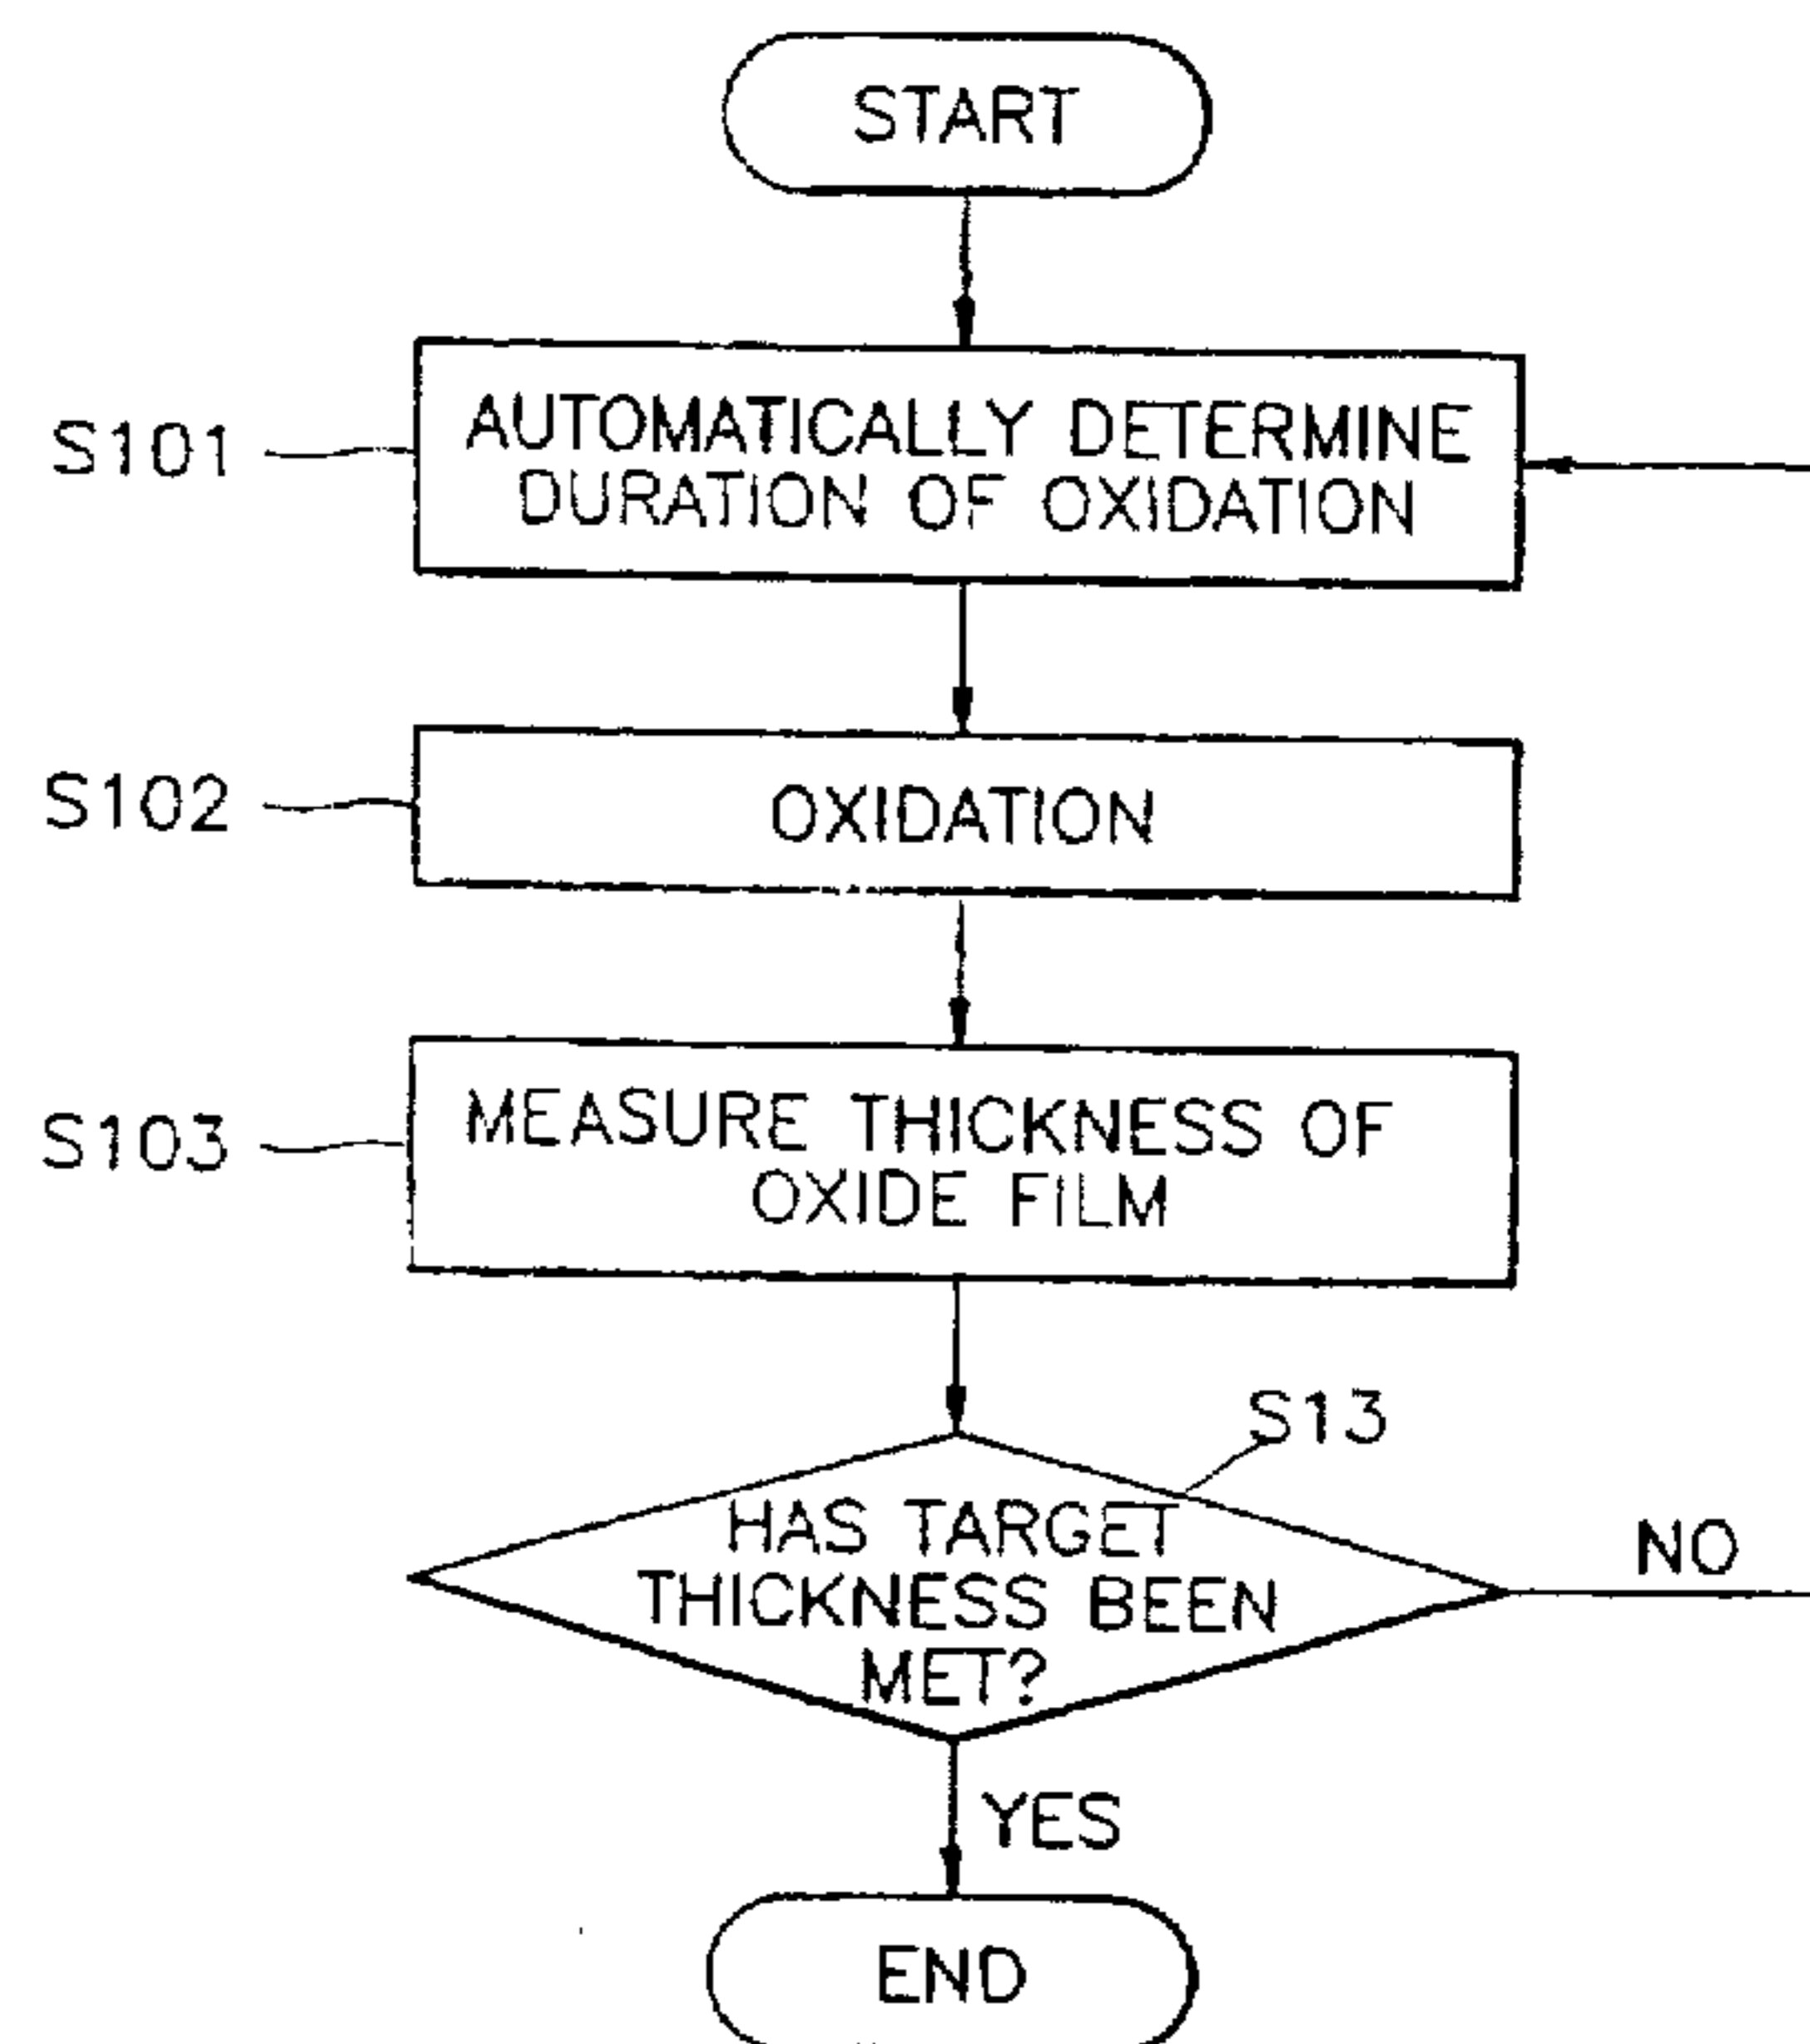 START
S101
AUTOMATICALLY DETERMINE
DURATION OF OXIDATION
S102
OXIDATION
S103
MEASURE THICKNESS OF
OXIDE FILM
S13
HAS TARGET
THICKNESS BEEN
MET?
NO
YES
END